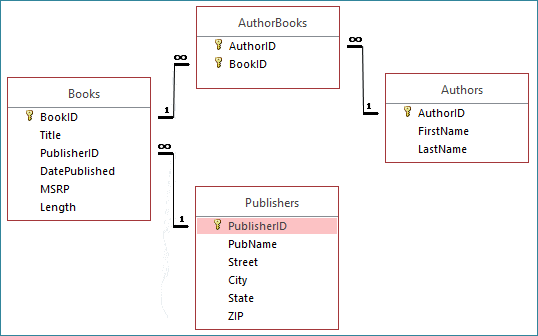 AuthorBooks
AuthorID
BookID
∞
∞
Books
BookID
Title
PublisherID
DatePublished
MSRP
Length
1
1
Authors
AuthorID
FirstName
LastName
∞
1
Publishers
PublisherID
PubName
Street
City
State
ZIP